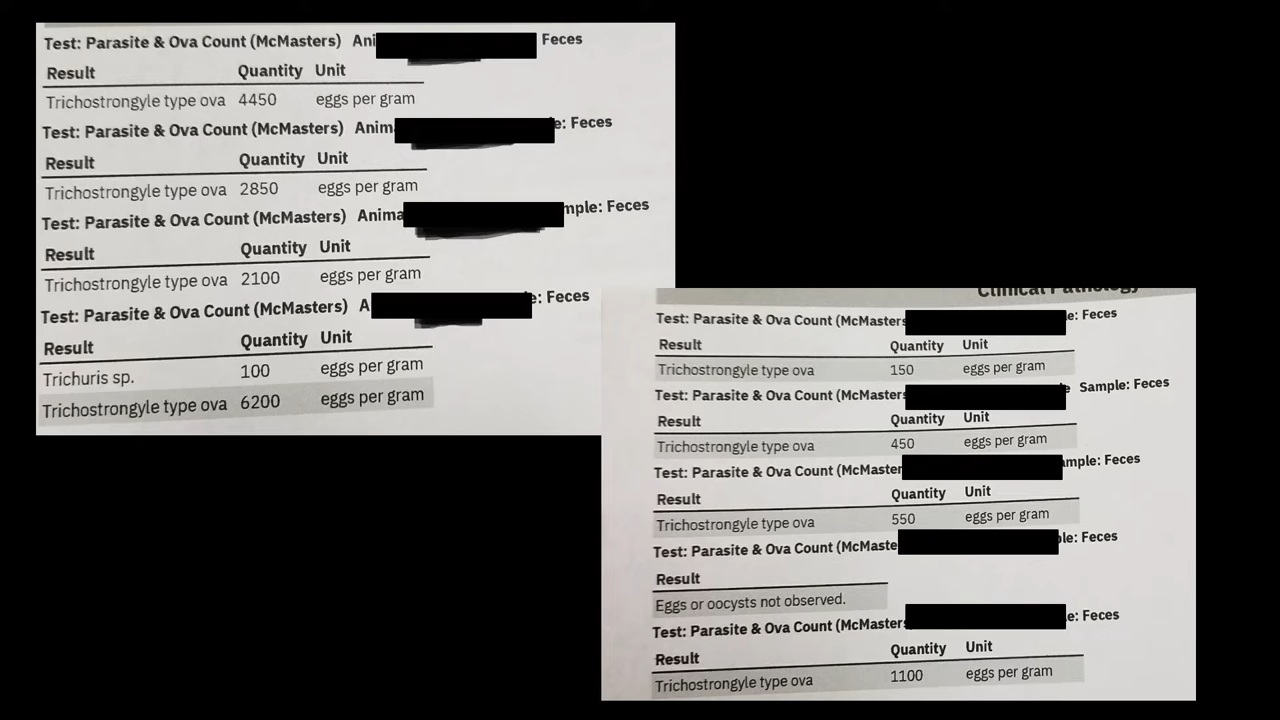 Test: Parasite & Ova Count (McMasters) Ani Feces
Result Quantity Unit
Trichostrongyle type ova 4450 eggs per gram
Test: Parasite & Ova Count (McMasters) Anim e: Feces
Result Quantity Unit
Trichostrongyle type ova 2850 eggs per gram
Test: Parasite & Ova Count (McMasters) Anima mple: Feces
Result Quantity Unit
Trichostrongyle type ova 2100 eggs per gram
Test: Parasite & Ova Count (McMasters) A e: Feces
Result Quantity Unit
Trichuris sp. 100 eggs per gram
Trichostrongyle type ova 6200 eggs per gram
Clinical Pathology
Test: Parasite & Ova Count (McMasters le: Feces
Result Quantity Unit
Trichostrongyle type ova 150 eggs per gram
Test: Parasite & Ova Count (McMasters e Sample: Feces
Result Quantity Unit
Trichostrongyle type ova 450 eggs per gram
Test: Parasite & Ova Count (McMaster ample: Feces
Result Quantity Unit
Trichostrongyle type ova 550 eggs per gram
Test: Parasite & Ova Count (McMaste ple: Feces
Result
Eggs or oocysts not observed.
Test: Parasite & Ova Count (McMasters e: Feces
Result Quantity Unit
Trichostrongyle type ova 1100 eggs per gram